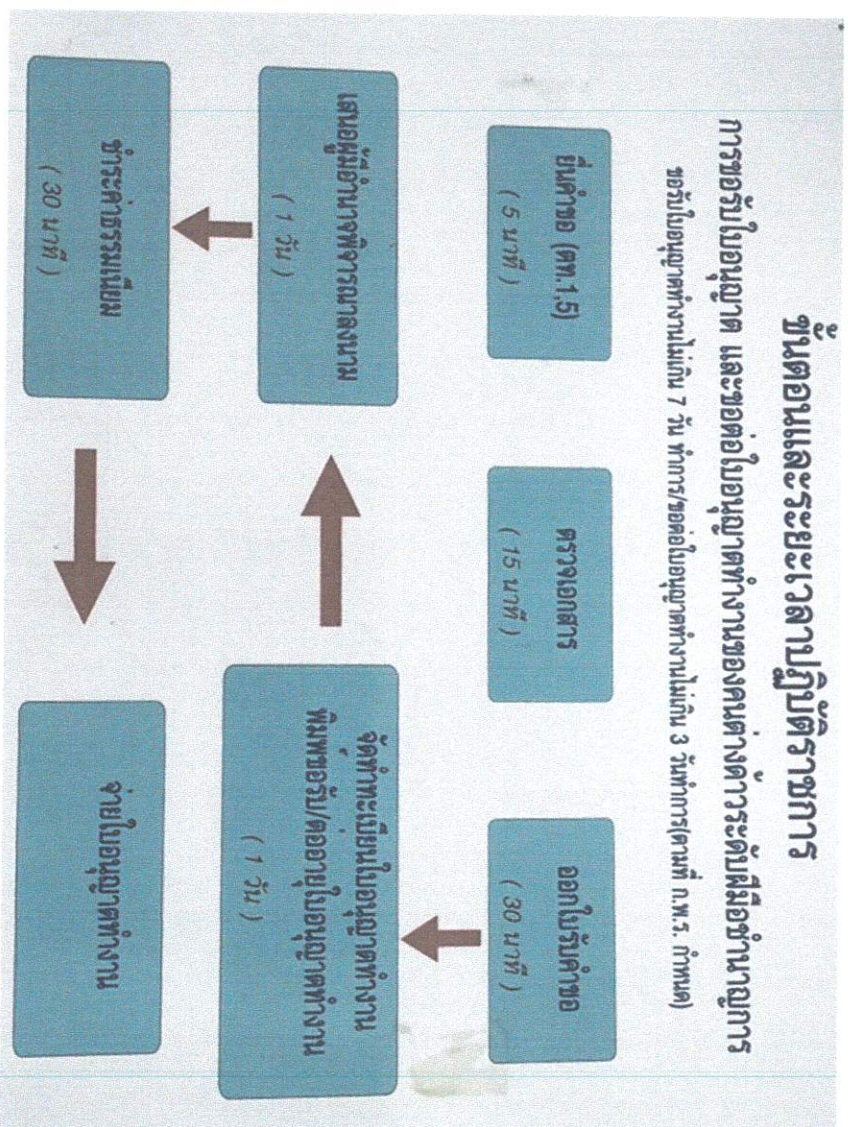 ขั้นตอนและระยะเวลาปฏิบัติราชการ
การขอรับใบอนุญาต และขอต่อใบอนุญาตทำงานของคนต่างด้าวระดับฝีมือชำนาญการ
ขอรับใบอนุญาตทำงานไม่เกิน 7 วัน ทำการ/ขอต่อใบอนุญาตทำงานไม่เกิน 3 วันทำการ(ตามที่ ก.พ.ร. กำหนด)
ยื่นคำขอ (ตท.1,5)
( 5 นาที )
ตรวจเอกสาร
( 15 นาที )
ออกใบรับคำขอ
( 30 นาที )
จัดทำทะเบียนใบอนุญาตทำงาน
พิมพ์ขอรับ/ต่ออายุใบอนุญาตทำงาน
( 1 วัน )
เสนอผู้มีอำนาจพิจารณาลงนาม
( 1 วัน )
ชำระค่าธรรมเนียม
( 30 นาที )
จ่ายใบอนุญาตทำงาน